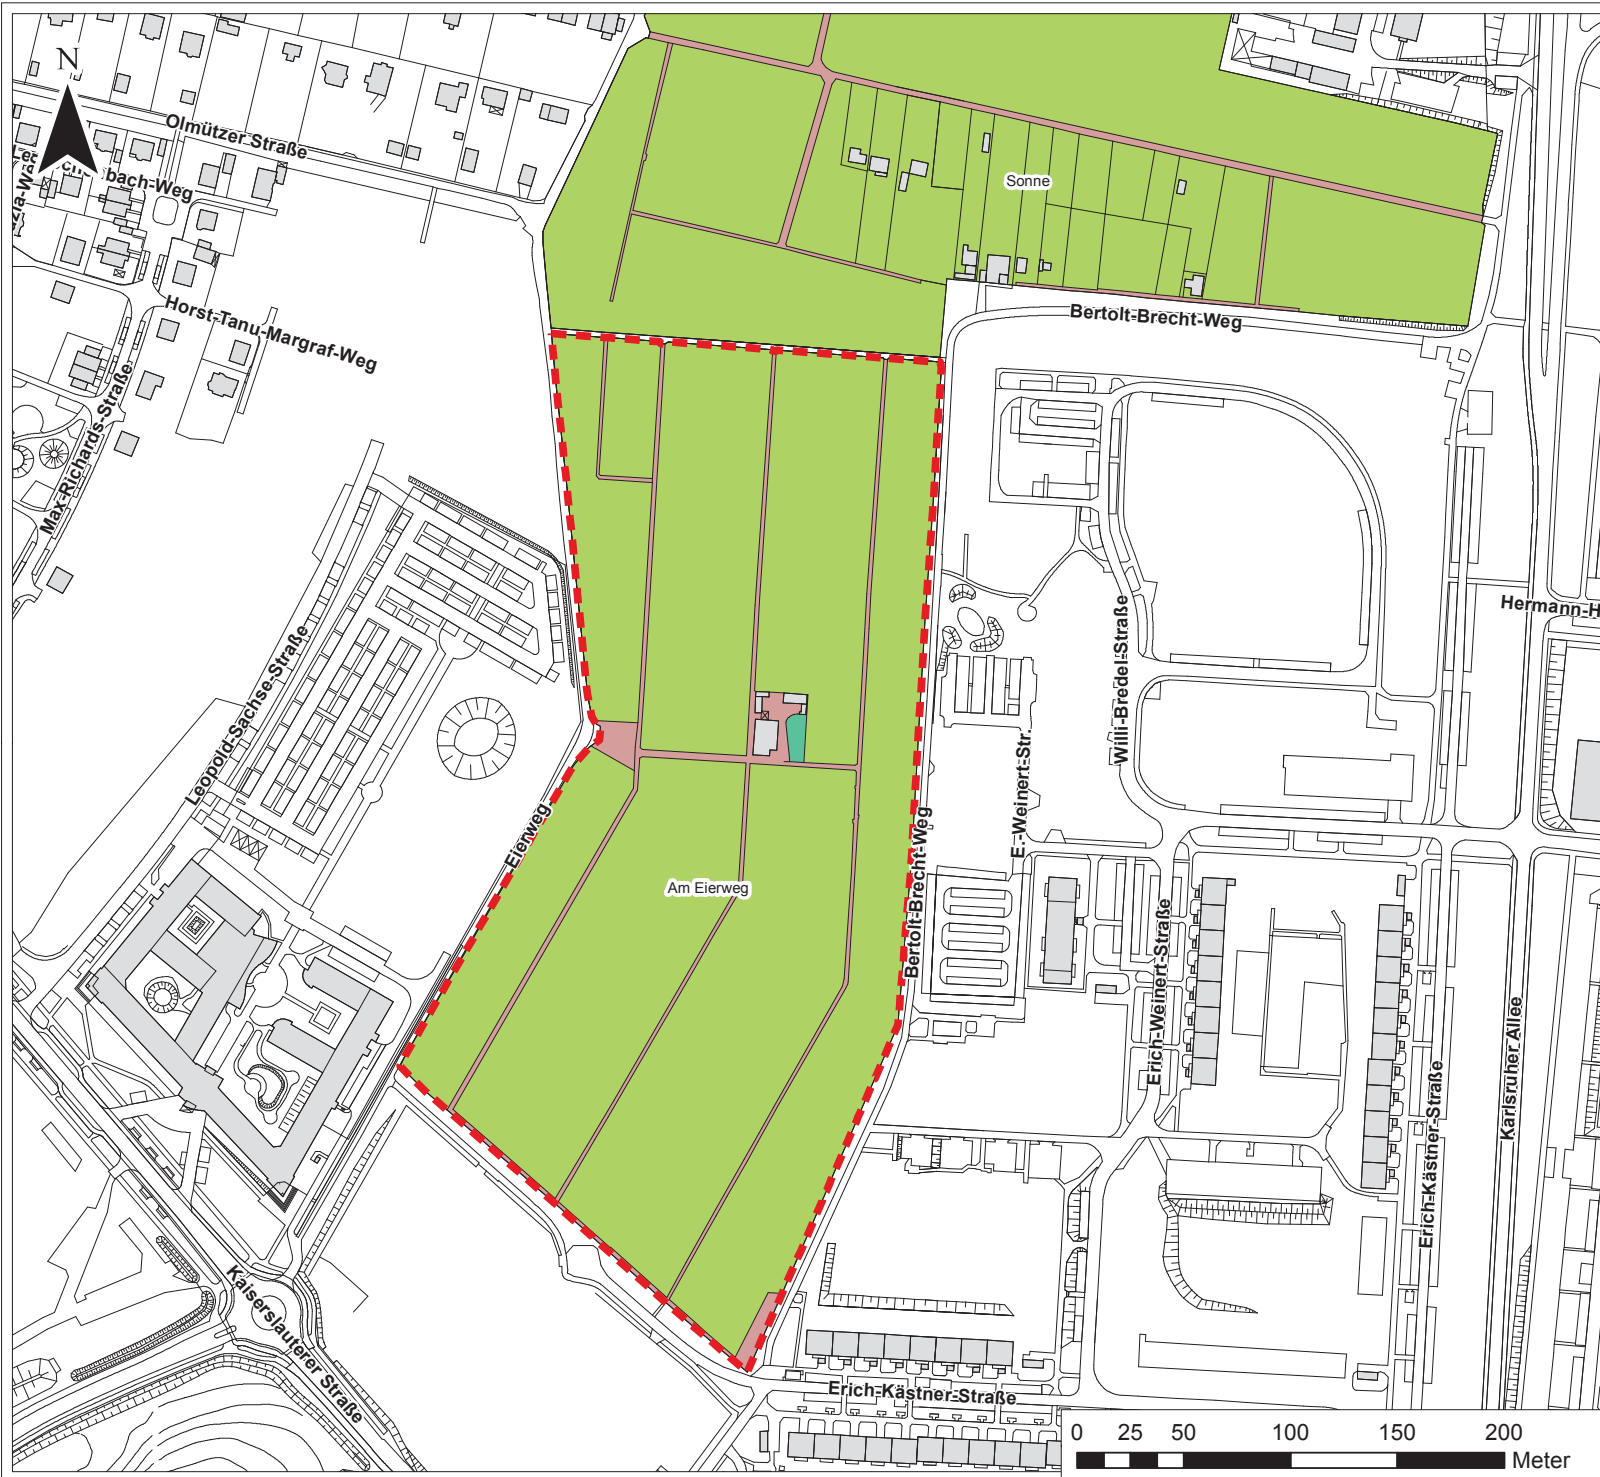 N
Olmützer Straße
bach-Weg
Sonne
Horst-Tanu-Margraf-Weg
Bertolt-Brecht-Weg
Max-Richards-Straße
Hermann-H
Leopold-Sachse-Straße
Willi-Bredel-Straße
E.-Weinert-Str.
Eierweg
Bertolt-Brecht-Weg
Am Eierweg
Erich-Weinert-Straße
Karlsruher Allee
Erich-Kästner-Straße
Kaiserslauterer Straße
Erich-Kästner-Straße
0 25 50 100 150 200
Meter